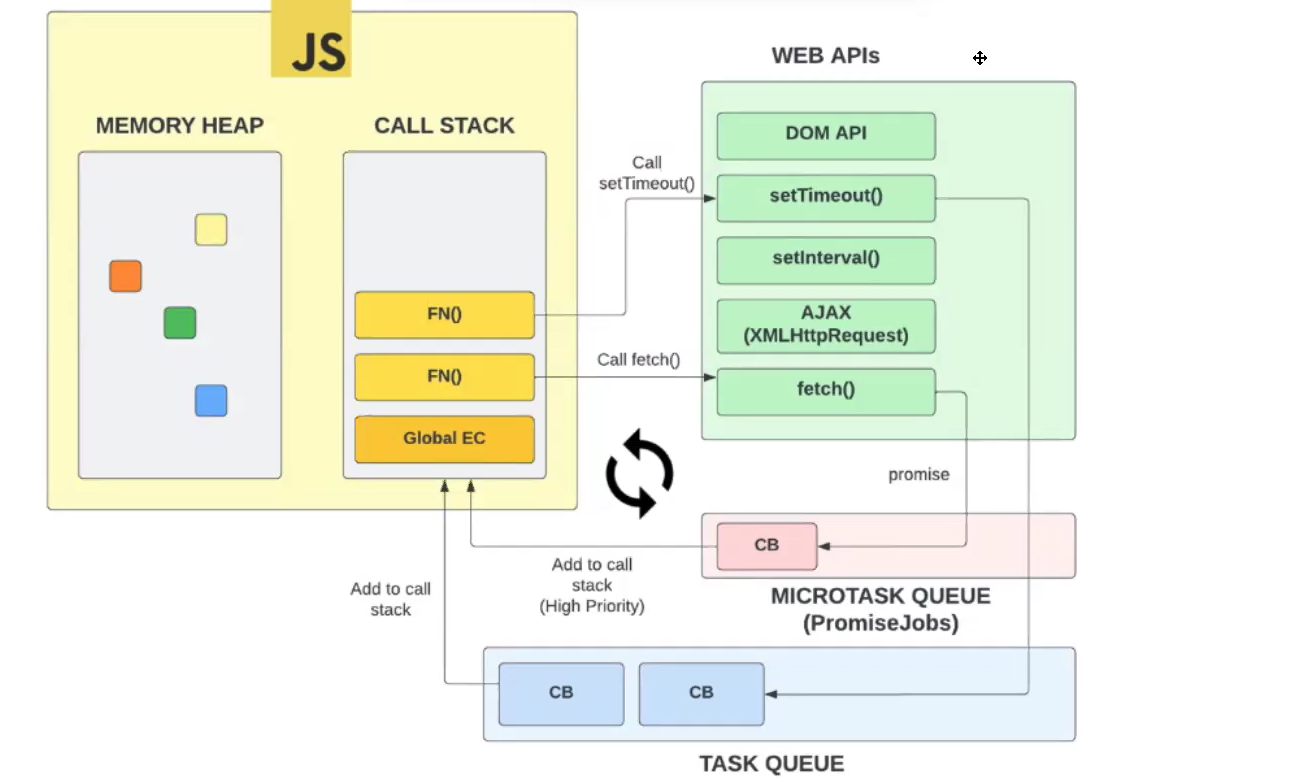 JS
MEMORY HEAP
CALL STACK
FN()
FN()
Global EC
Call
setTimeout()
Call fetch()
WEB APIs
DOM API
setTimeout()
setInterval()
AJAX
(XMLHttpRequest)
fetch()
promise
CB
MICROTASK QUEUE
(PromiseJobs)
Add to call
stack
(High Priority)
Add to call
stack
CB
CB
TASK QUEUE